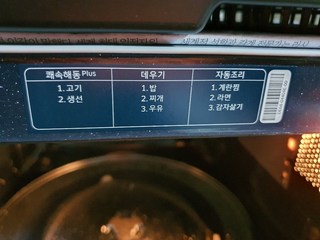 쾌속해동 Plus
1. 고기
2. 생선
데우기
1. 밥
2. 찌개
3. 우유
자동조리
1. 계란찜
2. 라면
3. 감자삶기